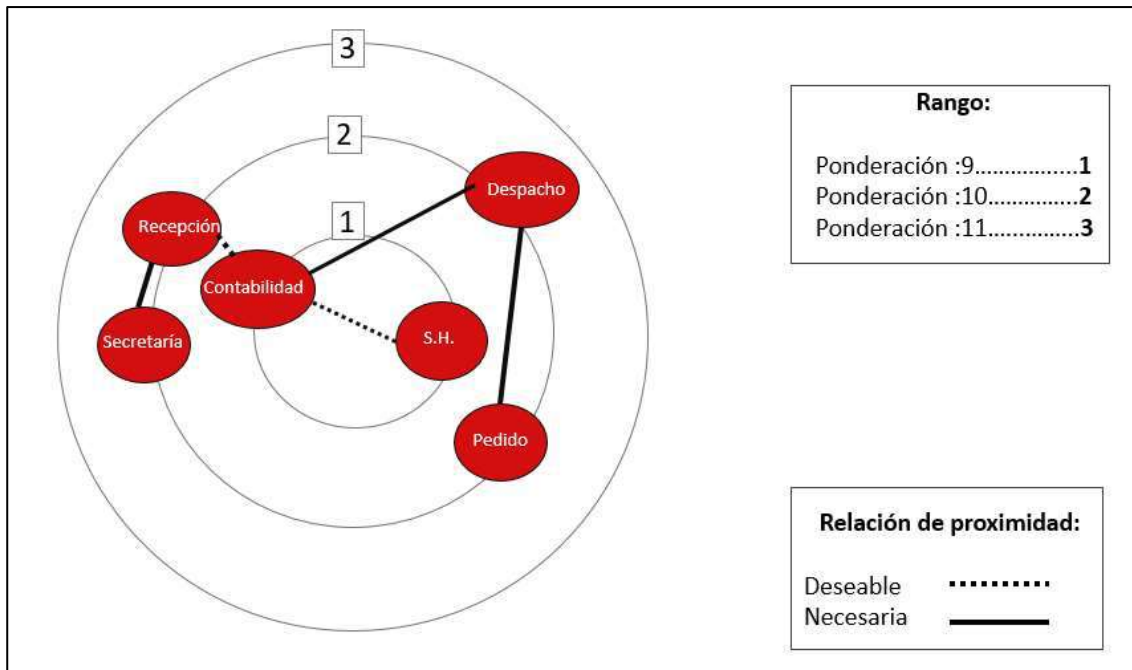 3
2
1
Despacho
Recepción
Contabilidad
Secretaría
S.H.
Pedido
Rango:
Ponderación :9..................1
Ponderación :10................2
Ponderación :11................3
Relación de proximidad:
Deseable
Necesaria